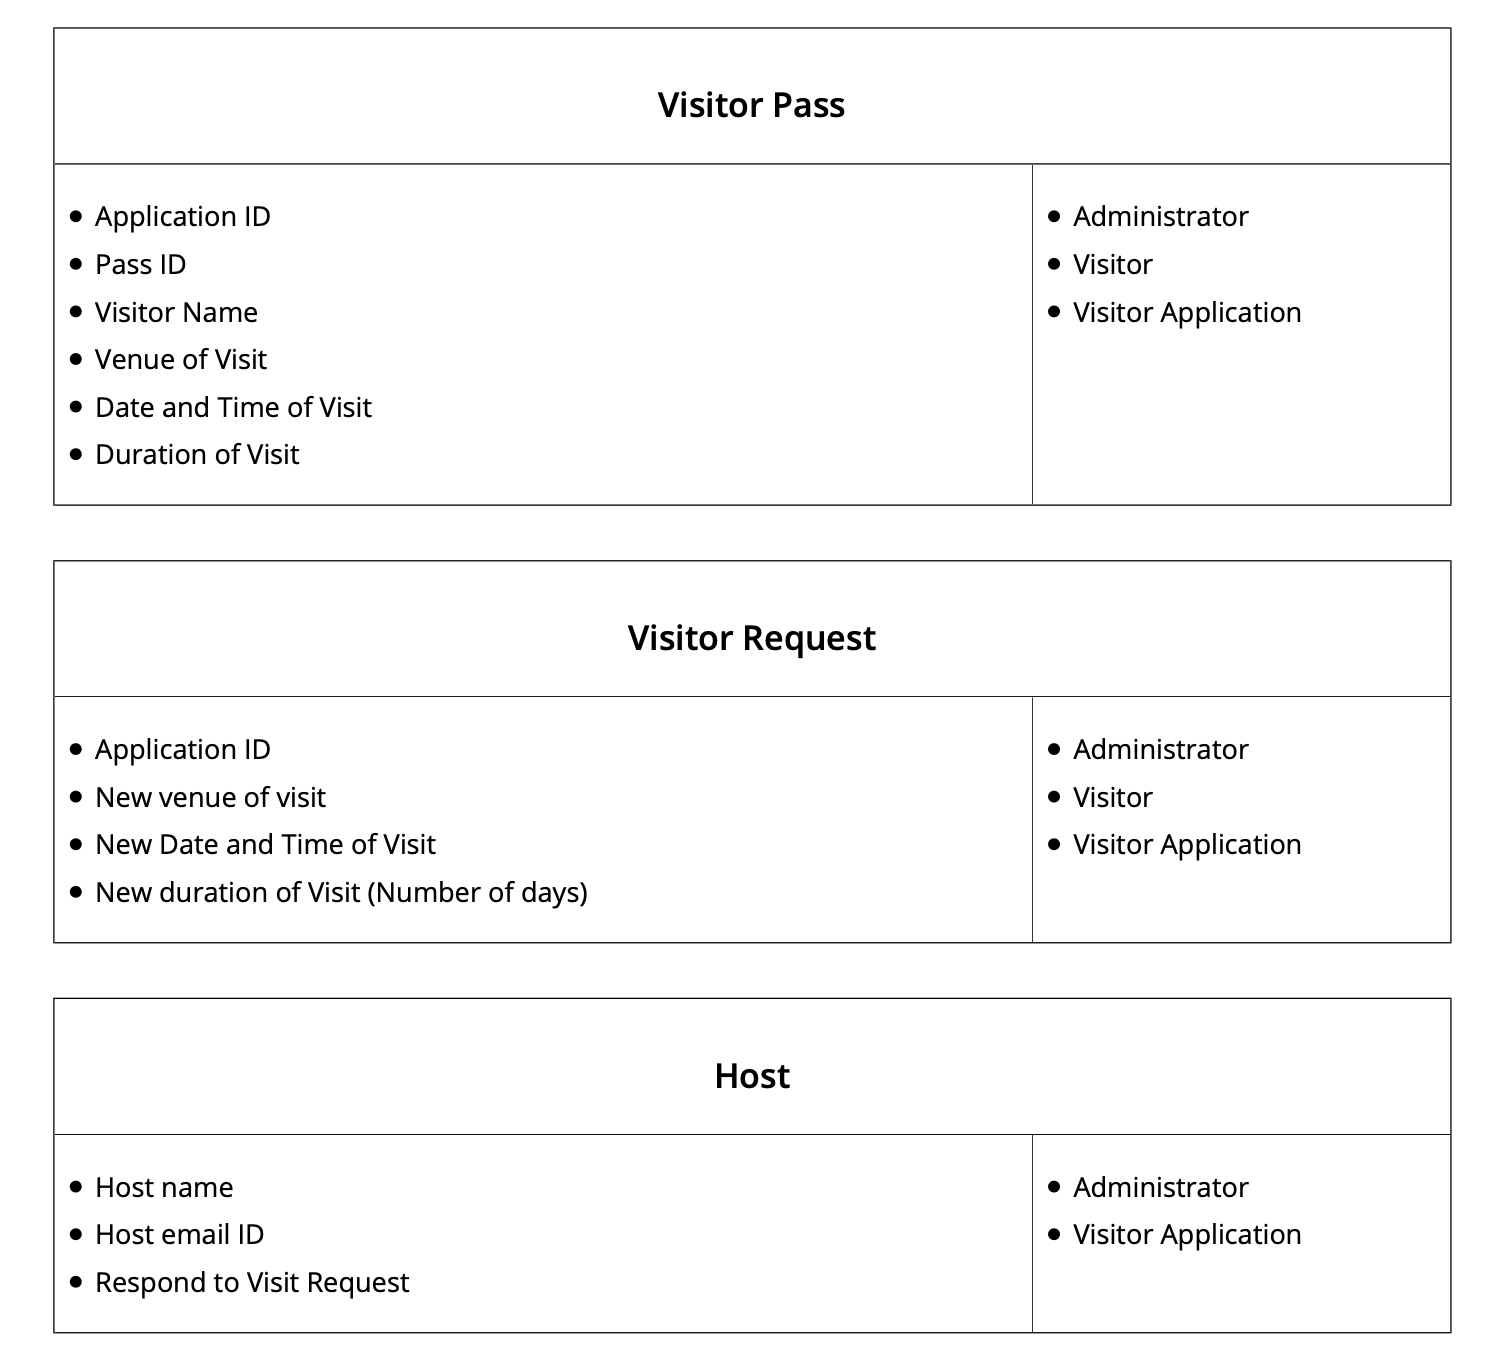 Visitor Pass
• Application ID
• Pass ID
• Visitor Name
• Venue of Visit
• Date and Time of Visit
• Duration of Visit
• Administrator
• Visitor
• Visitor Application
Visitor Request
• Application ID
• New venue of visit
• New Date and Time of Visit
• New duration of Visit (Number of days)
• Administrator
• Visitor
• Visitor Application
Host
• Host name
• Host email ID
• Respond to Visit Request
• Administrator
• Visitor Application